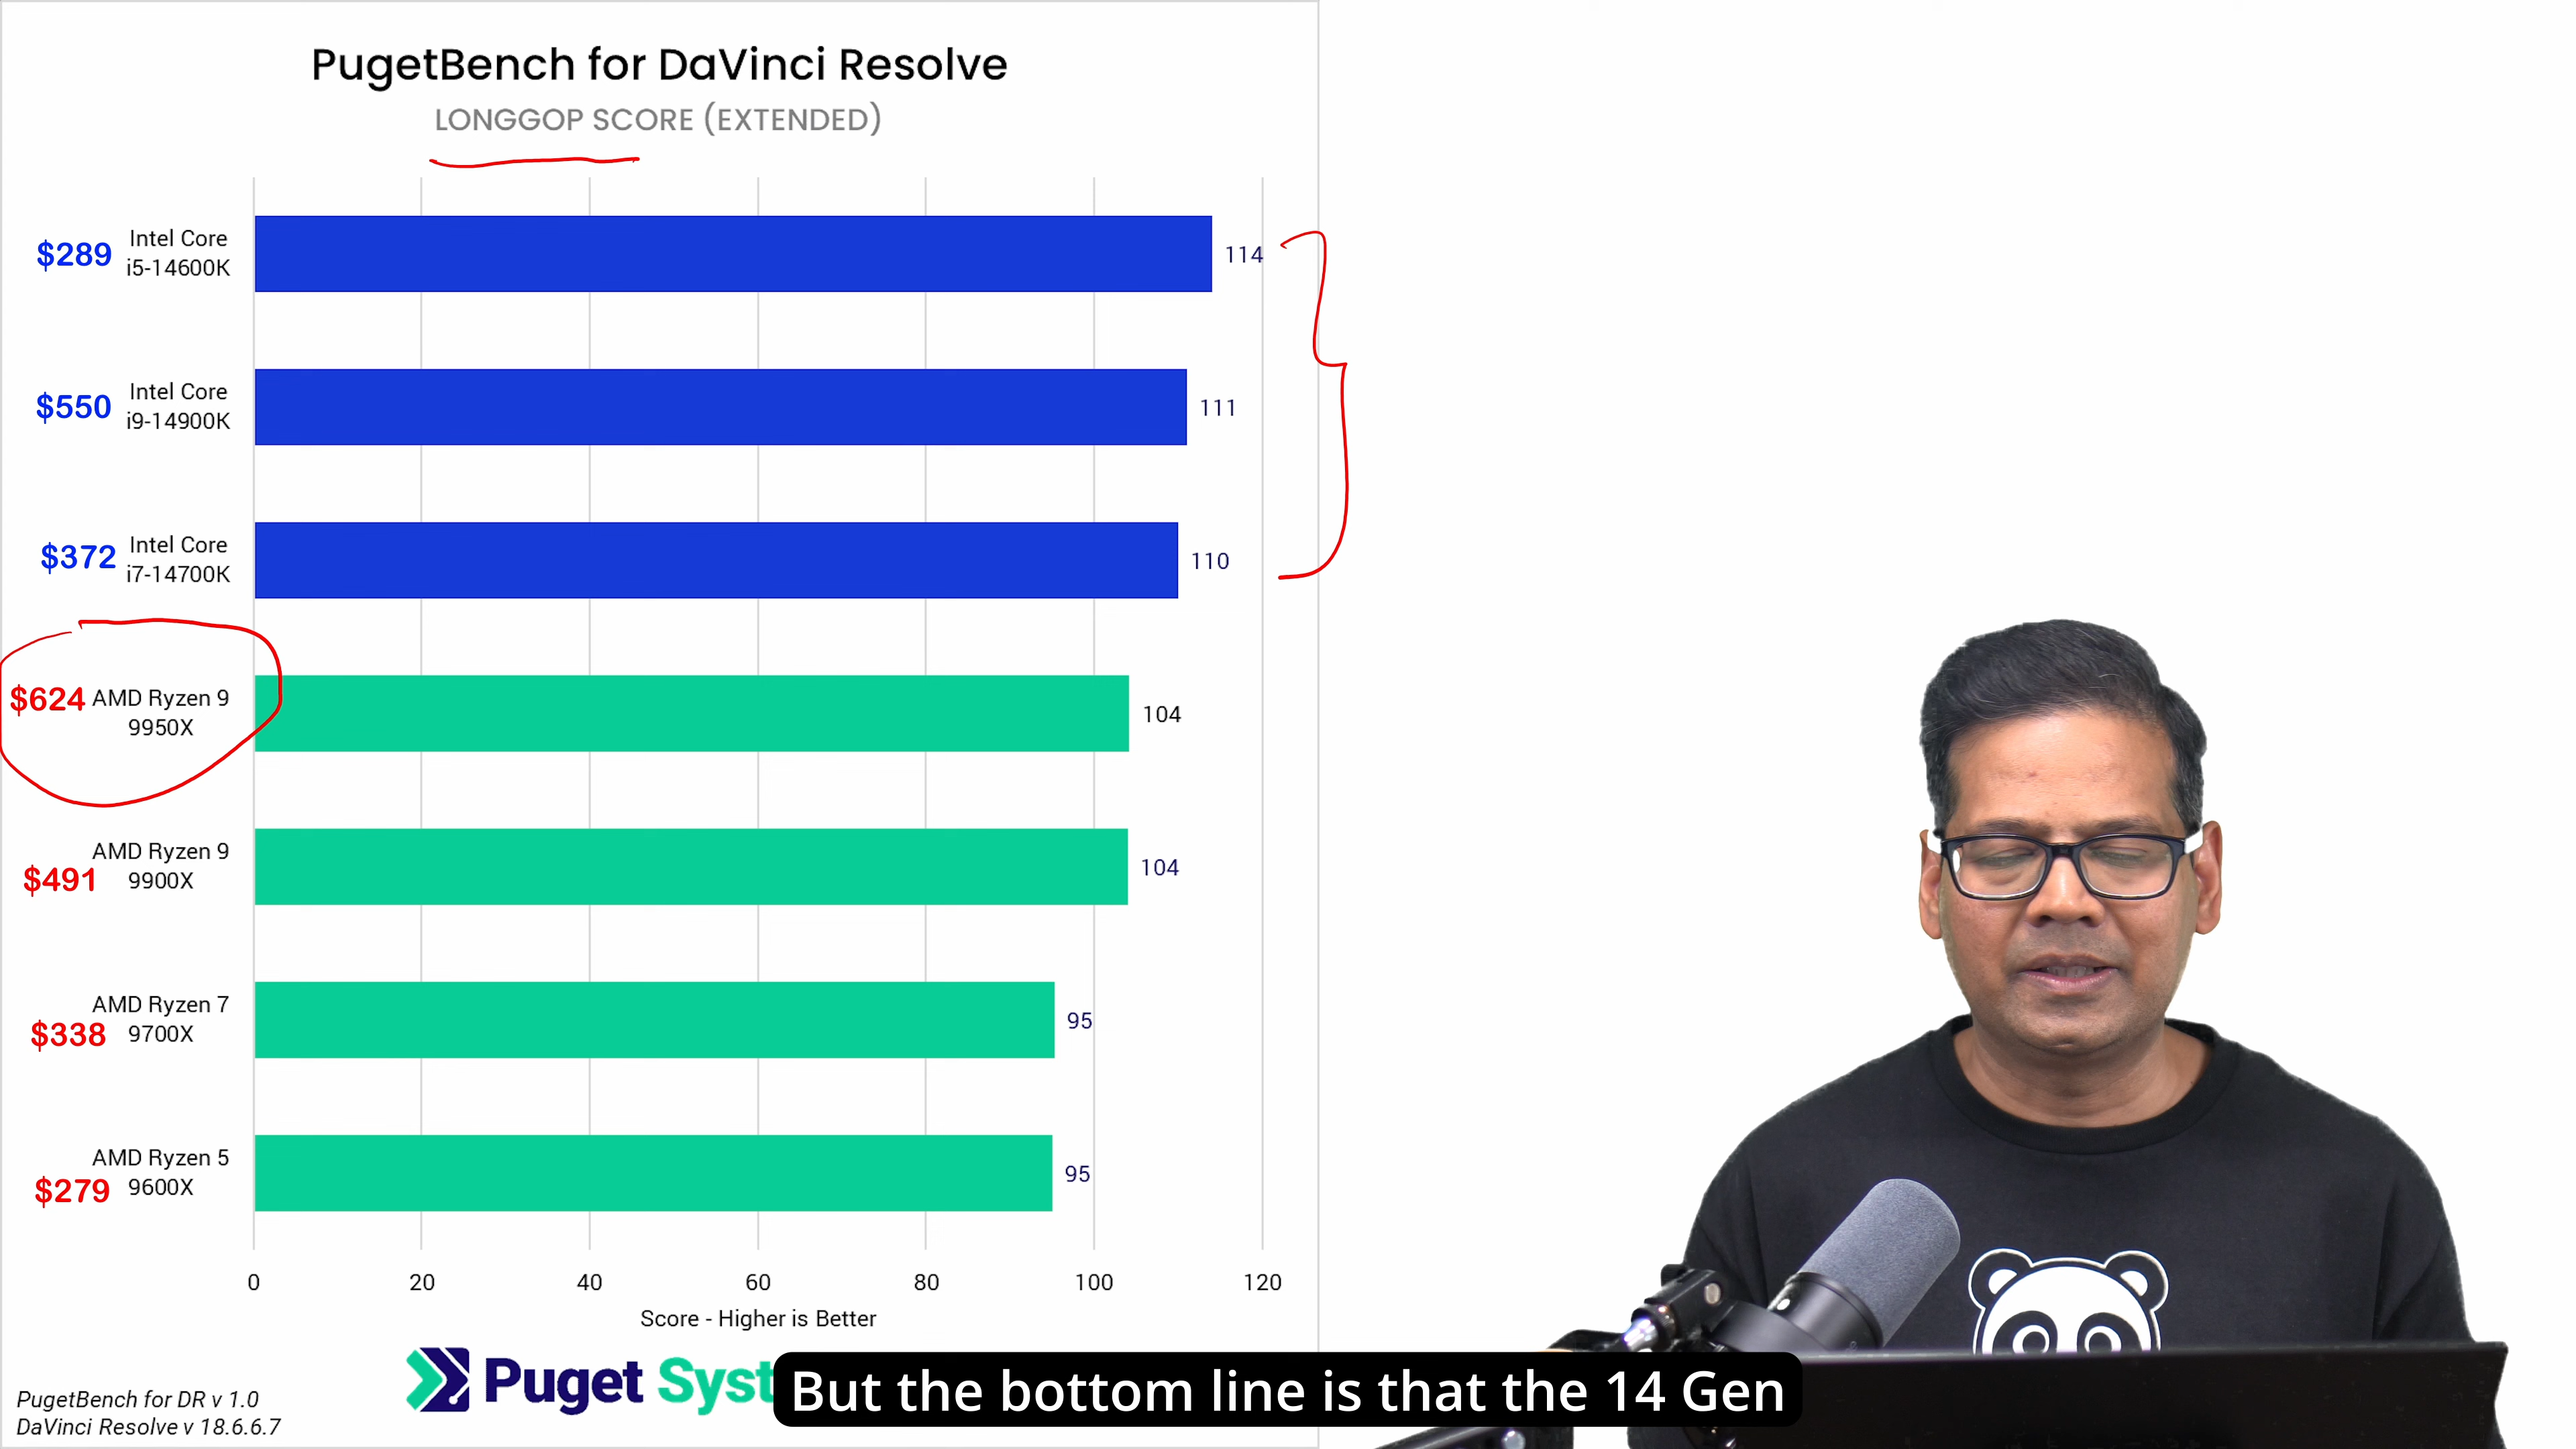 PugetBench for DaVinci Resolve
LONGGOP SCORE (EXTENDED)
$289 Intel Core
i5-14600K
114
$550 Intel Core
i9-14900K
111
$372 Intel Core
i7-14700K
110
$624 AMD Ryzen 9
9950X
104
AMD Ryzen 9
$491 9900X
104
AMD Ryzen 7
$338 9700X
95
AMD Ryzen 5
$279 9600X
95
0 20 40 60 80 100 120
Score - Higher is Better
Puget Syst
But the bottom line is that the 14 Gen
PugetBench for DR v 1.0
DaVinci Resolve v 18.6.6.7